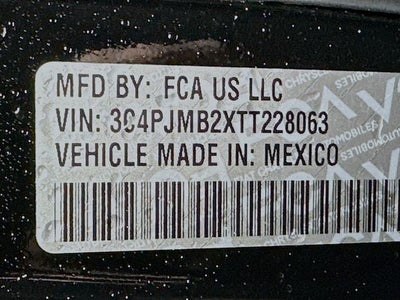 MFD BY: FCA US LLC
VIN: 3C4PJMB2XTT228063
VEHICLE MADE IN: MEXICO